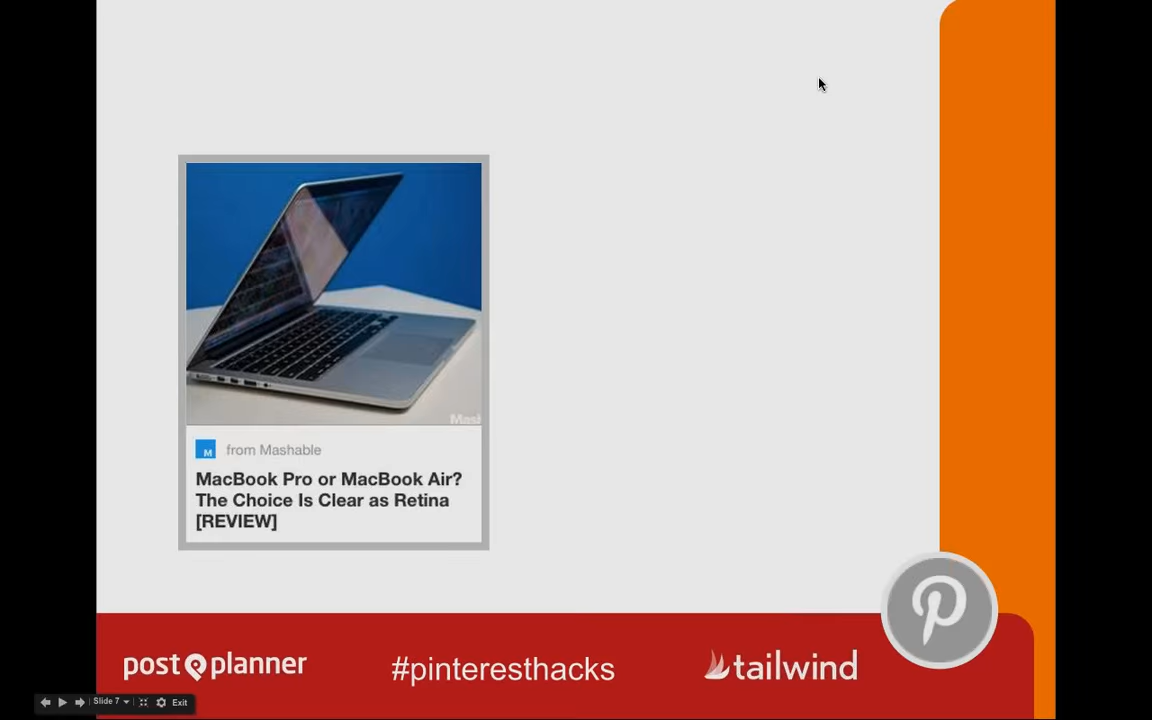 Mas
M
from Mashable
MacBook Pro or MacBook Air?
The Choice Is Clear as Retina
[REVIEW]
post planner
#pinteresthacks
tailwind
Slide 7
Exit